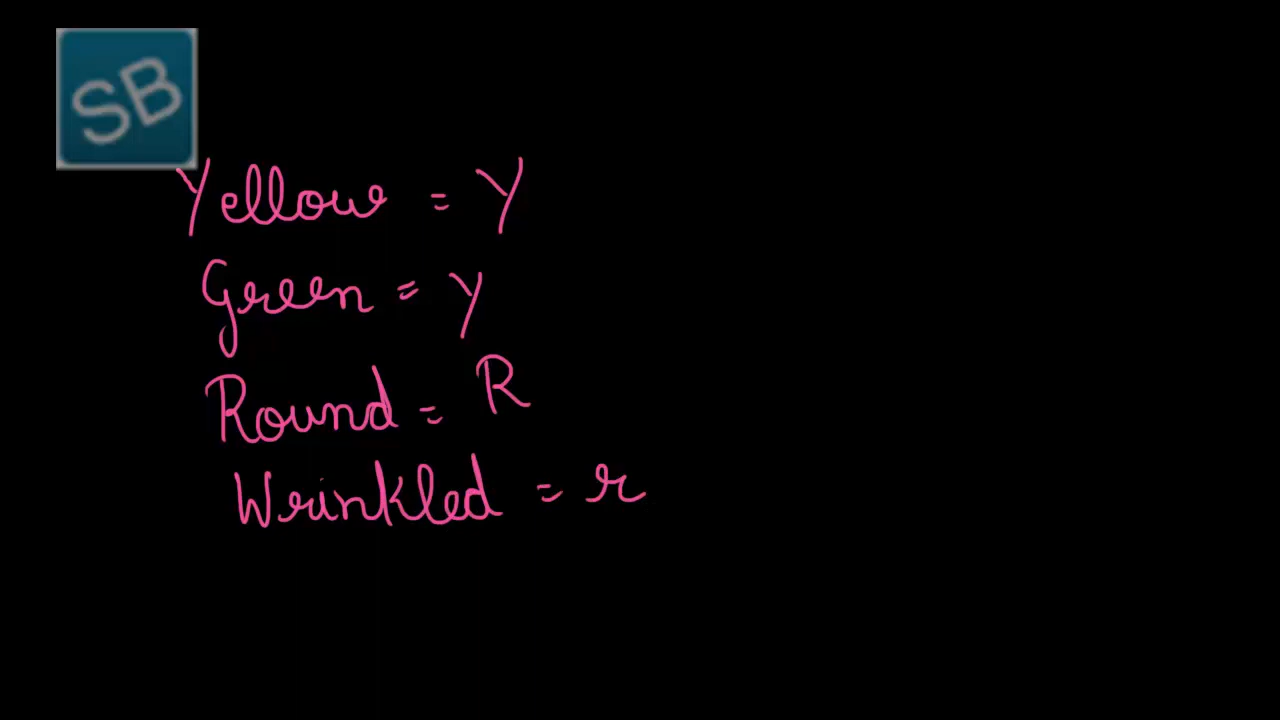 SB
Yellow = Y
Green = y
Round = R
Wrinkled = r